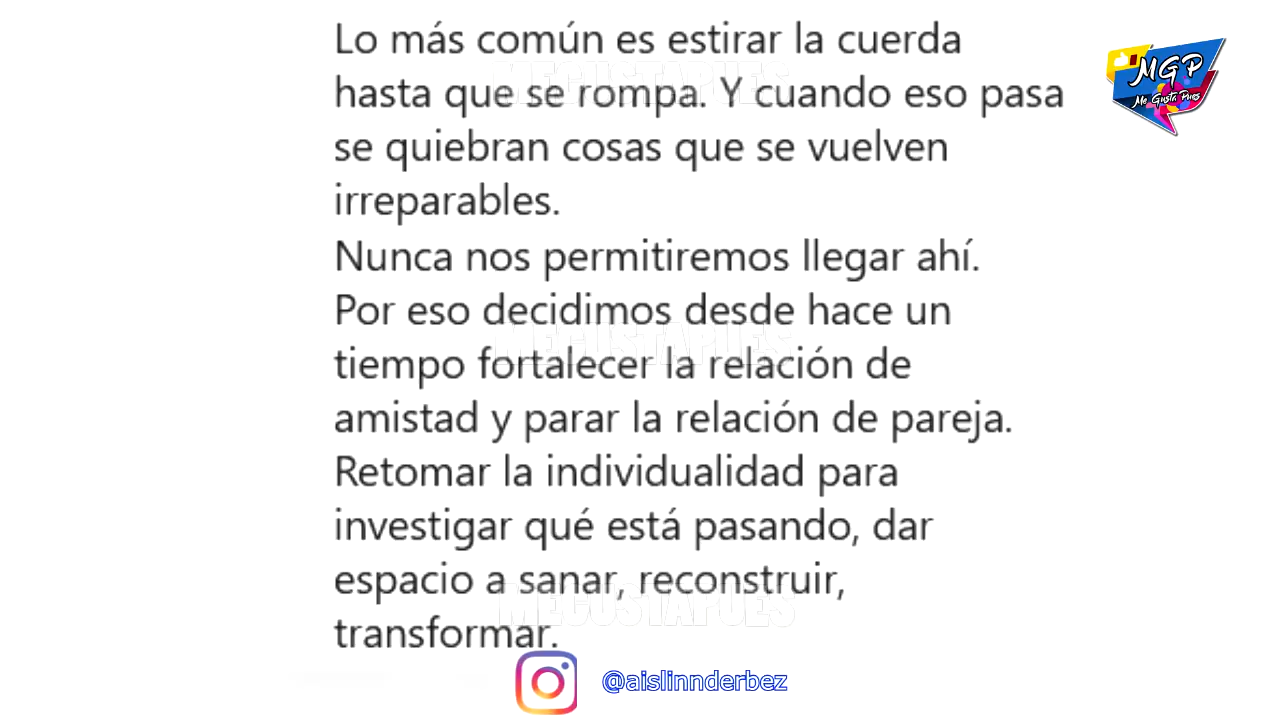 Lo más común es estirar la cuerda
hasta que se rompa. Y cuando eso pasa
se quiebran cosas que se vuelven
irreparables.
Nunca nos permitiremos llegar ahí.
Por eso decidimos desde hace un
tiempo fortalecer la relación de
amistad y parar la relación de pareja.
Retomar la individualidad para
investigar qué está pasando, dar
espacio a sanar, reconstruir,
transformar.
@aislinnderbez
MGP
Me Gusta Pues
MEGUSTAPUES
MEGUSTAPUES
MEGUSTAPUES